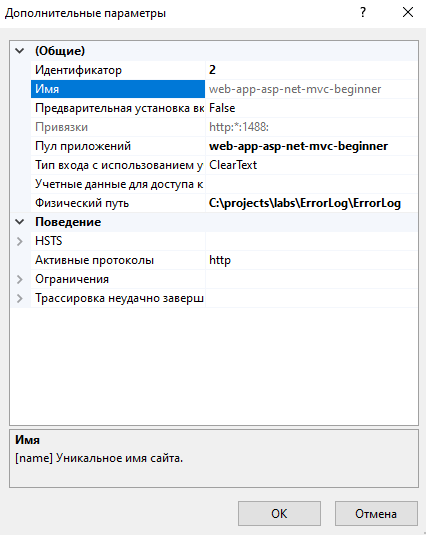 Дополнительные параметры
(Общие)
Идентификатор 2
Имя web-app-asp-net-mvc-beginner
Предварительная установка вк False
Привязки http:*:1488:
Пул приложений web-app-asp-net-mvc-beginner
Тип входа с использованием у ClearText
Учетные данные для доступа к
Физический путь C:\projects\labs\ErrorLog\ErrorLog
Поведение
HSTS
Активные протоколы http
Ограничения
Трассировка неудачно заверш
Имя
[name] Уникальное имя сайта.
OK Отмена